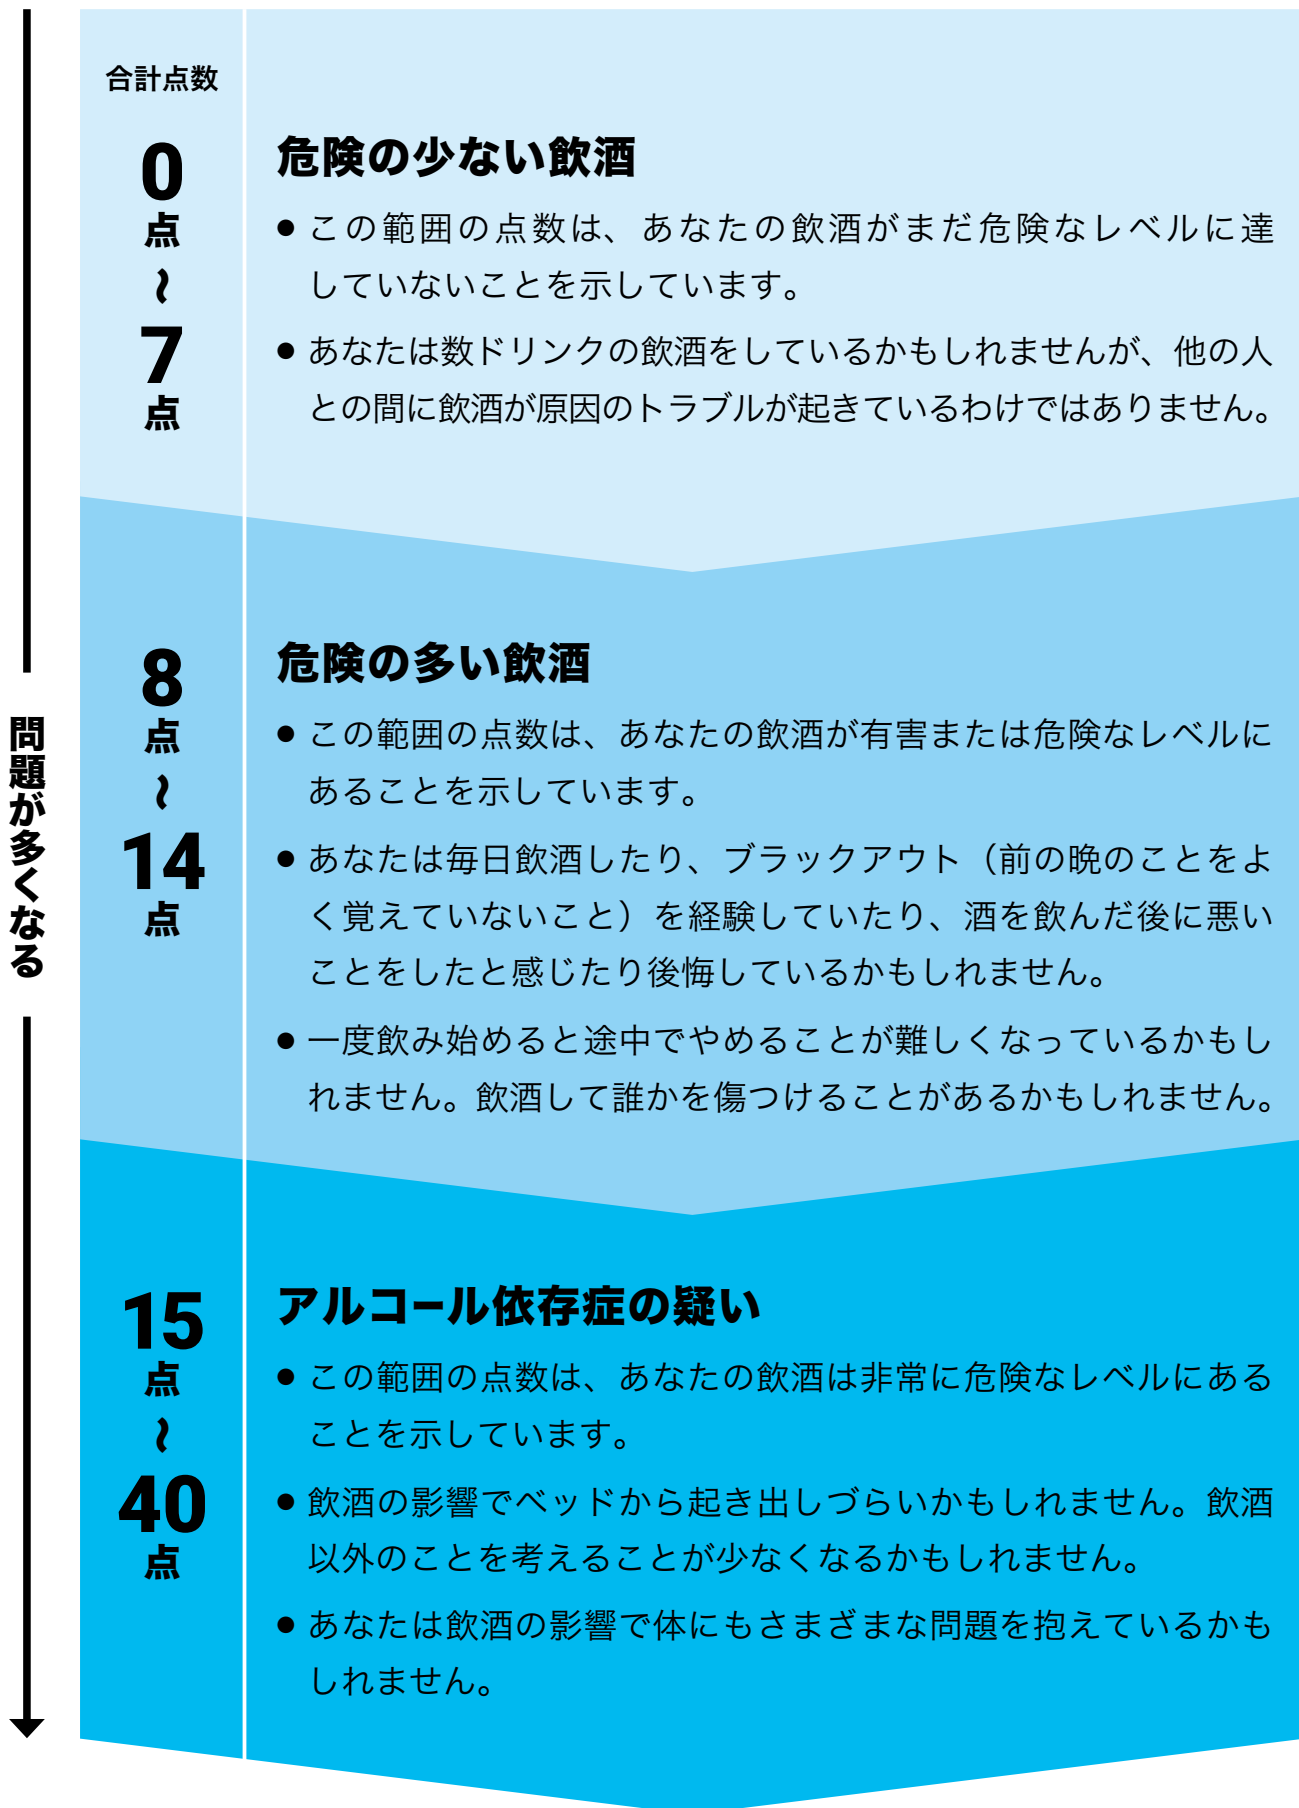 合計点数
0
点
~
7
点
危険の少ない飲酒
● この範囲の点数は、あなたの飲酒がまだ危険なレベルに達
していないことを示しています。
● あなたは数ドリンクの飲酒をしているかもしれませんが、他の人
との間に飲酒が原因のトラブルが起きているわけではありません。
8
点
~
14
点
危険の多い飲酒
● この範囲の点数は、あなたの飲酒が有害または危険なレベルに
あることを示しています。
● あなたは毎日飲酒したり、ブラックアウト（前の晩のことをよ
く覚えていないこと）を経験していたり、酒を飲んだ後に悪い
ことをしたと感じたり後悔しているかもしれません。
● 一度飲み始めると途中でやめることが難しくなっているかもし
れません。飲酒して誰かを傷つけることがあるかもしれません。
15
点
~
40
点
アルコール依存症の疑い
● この範囲の点数は、あなたの飲酒は非常に危険なレベルにある
ことを示しています。
● 飲酒の影響でベッドから起き出しづらいかもしれません。飲酒
以外のことを考えることが少なくなるかもしれません。
● あなたは飲酒の影響で体にもさまざまな問題を抱えているかも
しれません。
問題が多くなる